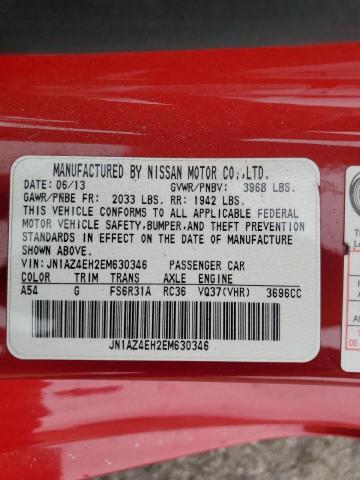 MANUFACTURED BY NISSAN MOTOR CO.,LTD.
DATE: 06/13 GVWR/PNBV: 3968 LBS.
GAWR/PNBE FR: 2033 LBS. RR: 1942 LBS.
THIS VEHICLE CONFORMS TO ALL APPLICABLE FEDERAL
MOTOR VEHICLE SAFETY,BUMPER,AND THEFT PREVENTION
STANDARDS IN EFFECT ON THE DATE OF MANUFACTURE
SHOWN ABOVE.
VIN: JN1AZ4EH2EM630346 PASSENGER CAR
COLOR TRIM TRANS AXLE ENGINE
A54 G FS6R31A RC36 VQ37(VHR) 3696CC
JN1AZ4EH2EM630346